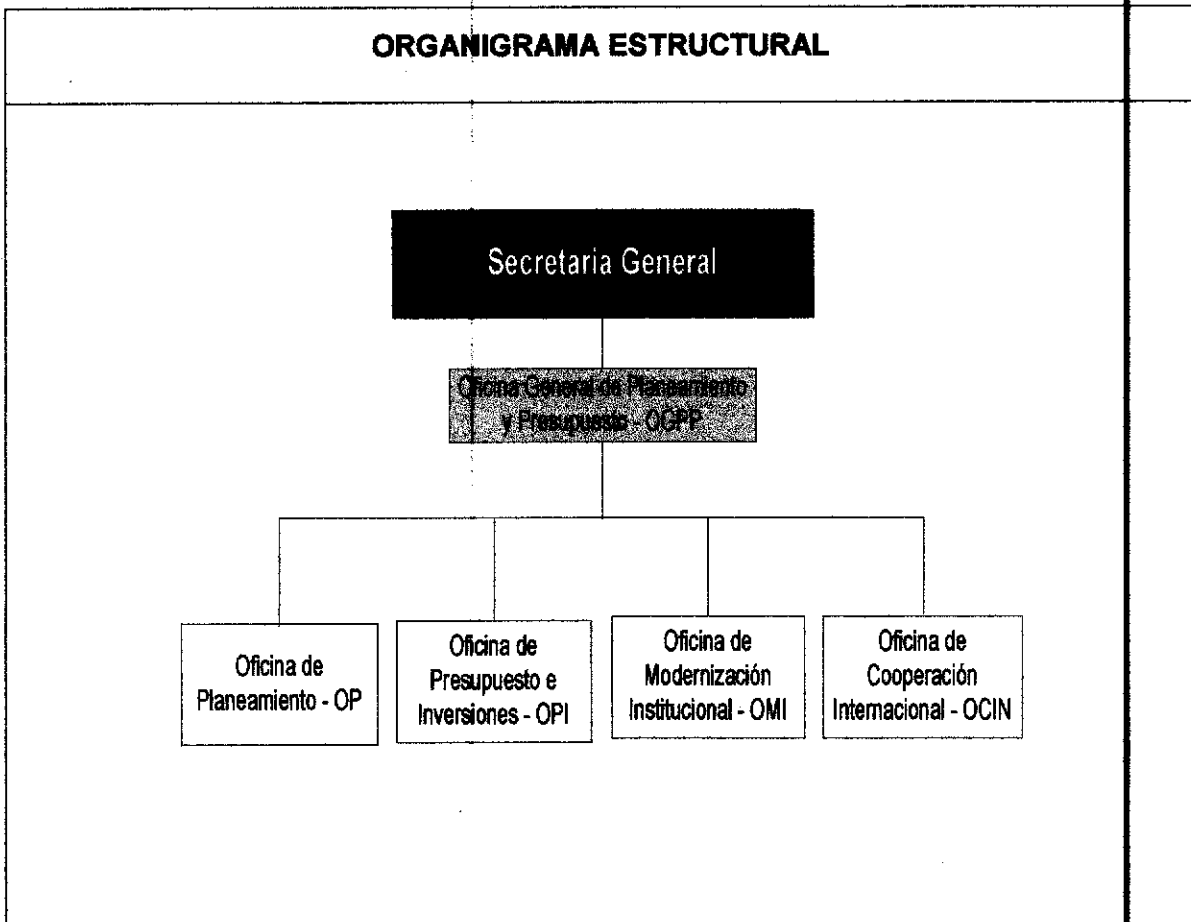 ORGANIGRAMA ESTRUCTURAL
Secretaria General
Oficina General de Planeamiento
y Presupuesto - OGPP
Oficina de
Planeamiento - OP
Oficina de
Presupuesto e
Inversiones - OPI
Oficina de
Modernización
Institucional - OMI
Oficina de
Cooperación
Internacional - OCIN